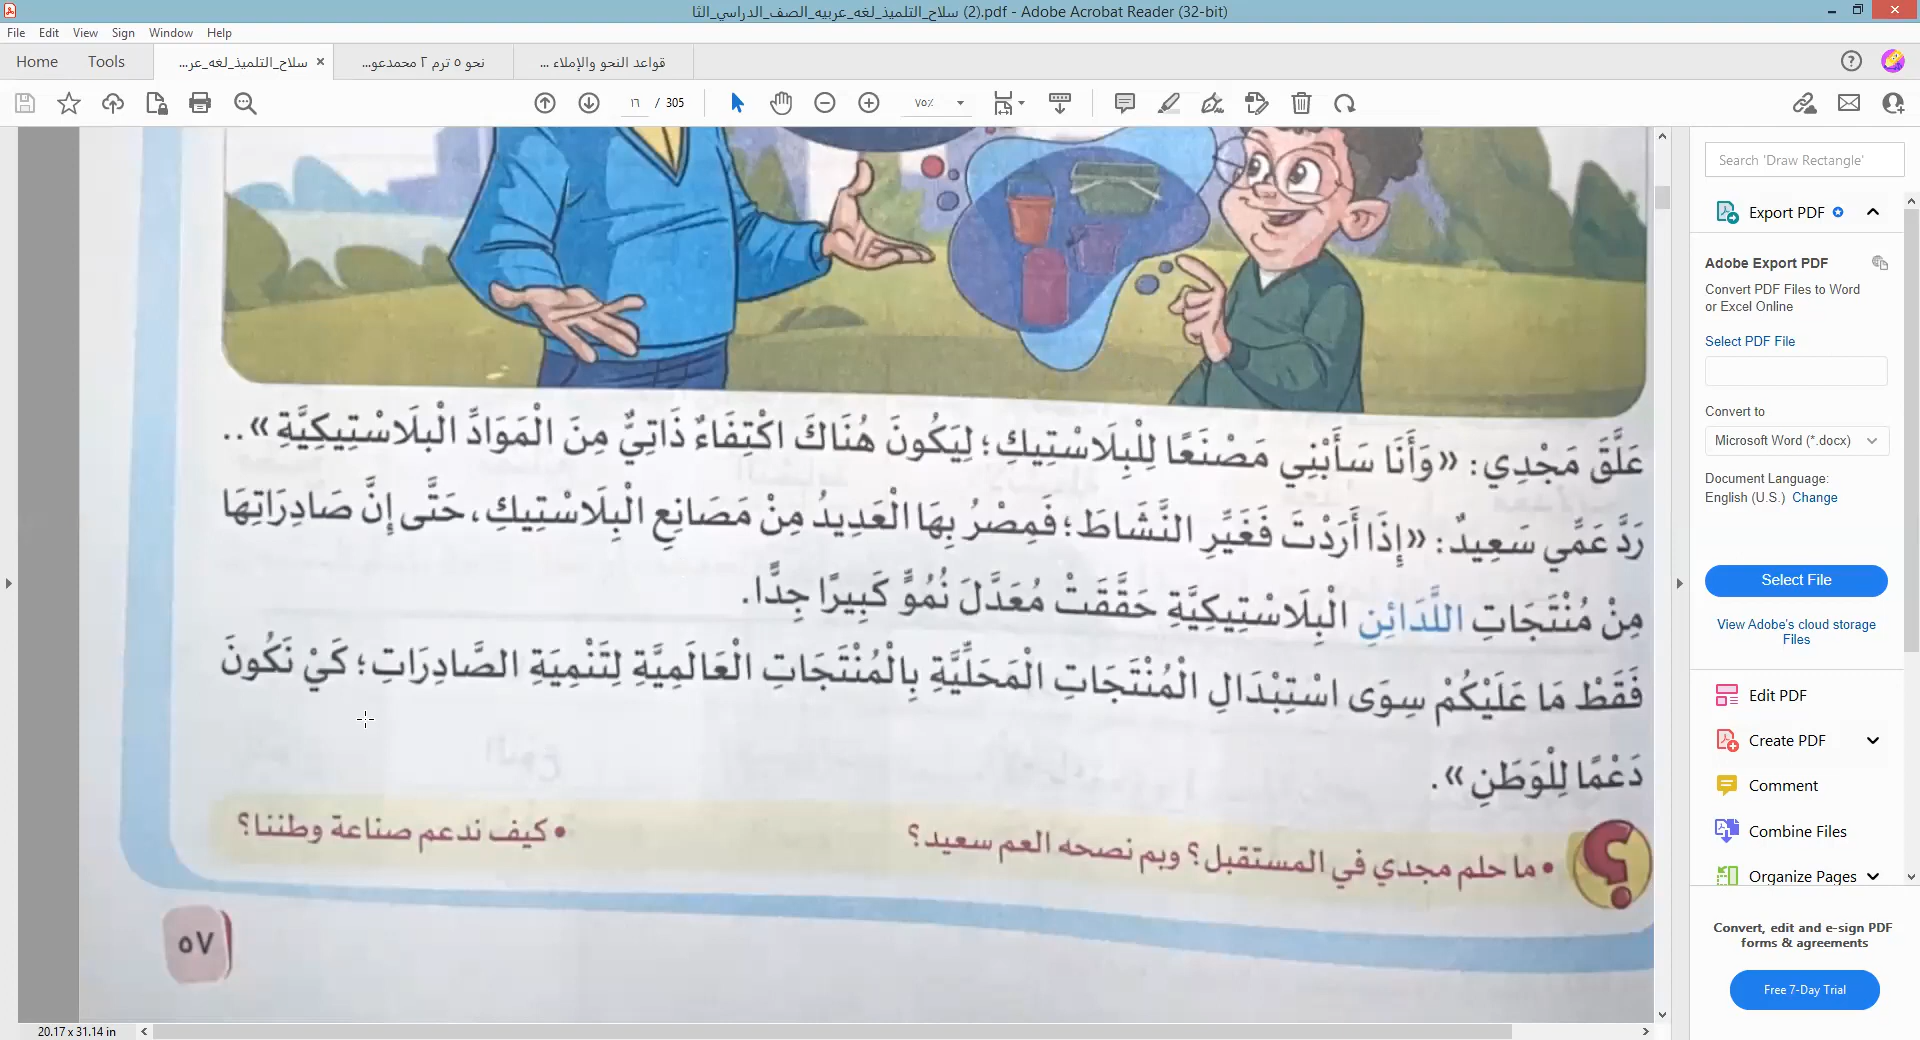 سلاح_التلميذ_لغه_عربيه_الصف_الدراسي_الثا (2).pdf - Adobe Acrobat Reader (32-bit)
File Edit View Sign Window Help
Home Tools سلاح_التلميذ_لغه_عر... نحو ٥ ترم ٢ محمدعو... قواعد النحو والإملاء ...
١٦ / 305 ٧٥٪
Search 'Draw Rectangle'
Export PDF
Adobe Export PDF
Convert PDF Files to Word
or Excel Online
Select PDF File
Convert to
Microsoft Word (*.docx)
Document Language:
English (U.S.) Change
Select File
View Adobe's cloud storage
Files
Edit PDF
Create PDF
Comment
Combine Files
Organize Pages
Convert, edit and e-sign PDF
forms & agreements
Free 7-Day Trial
عَلَّقَ مَجْدِي: «وَأَنَا سَأَبْنِي مَصْنَعًا لِلْبِلَاسْتِيكِ؛ لِيَكُونَ هُنَاكَ اكْتِفَاءٌ ذَاتِيٌّ مِنَ الْمَوَادِّ الْبِلَاسْتِيكِيَّةِ»..
رَدَّ عَمِّي سَعِيدٌ: «إِذَا أَرَدْتَ فَغَيِّرِ النَّشَاطَ؛ فَمِصْرُ بِهَا الْعَدِيدُ مِنْ مَصَانِعِ الْبِلَاسْتِيكِ، حَتَّى إِنَّ صَادِرَاتِهَا
مِنْ مُنْتَجَاتِ اللَّدَائِنِ الْبِلَاسْتِيكِيَّةِ حَقَّقَتْ مُعَدَّلَ نُمُوٍّ كَبِيرًا جِدًّا.
فَقَطْ مَا عَلَيْكُمْ سِوَى اسْتِبْدَالِ الْمُنْتَجَاتِ الْمَحَلِّيَّةِ بِالْمُنْتَجَاتِ الْعَالَمِيَّةِ لِتَنْمِيَةِ الصَّادِرَاتِ؛ كَيْ نَكُونَ
دَعْمًا لِلْوَطَنِ».
• ما حلم مجدي في المستقبل؟ وبم نصحه العم سعيد؟ • كيف ندعم صناعة وطننا؟
٥٧
20.17 x 31.14 in